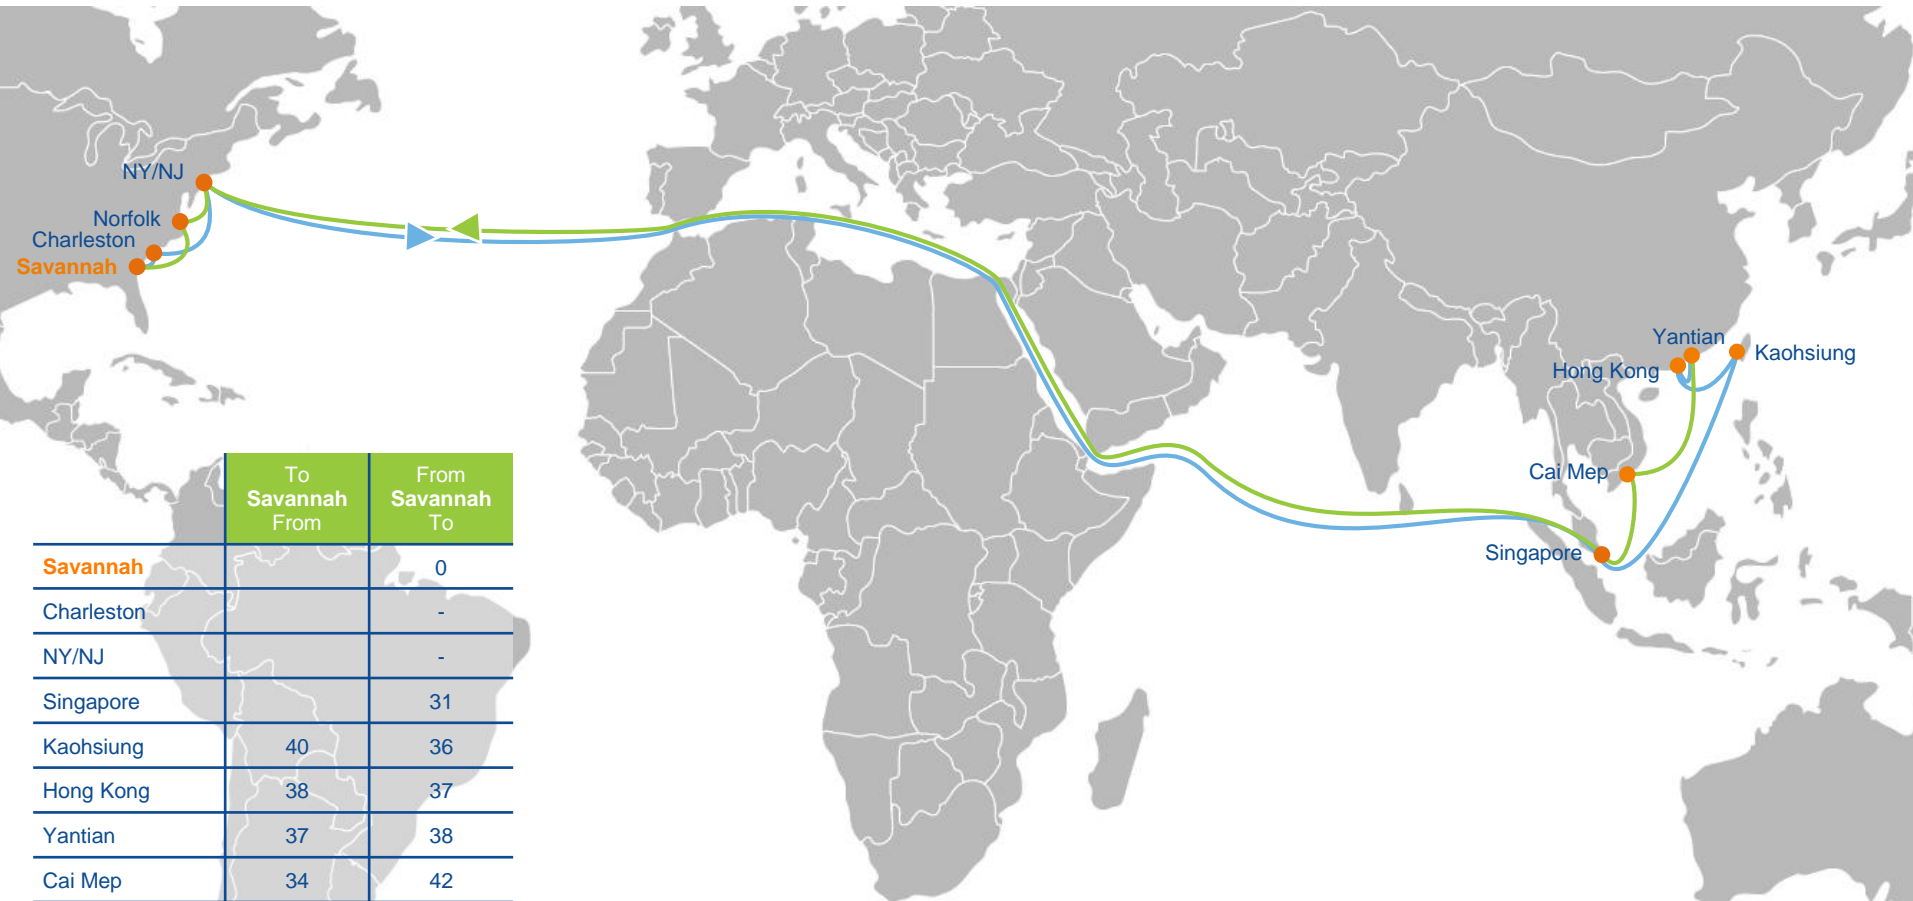 NY/NJ
Norfolk
Charleston
Savannah
Yantian
Kaohsiung
Hong Kong
Cai Mep
Singapore
To Savannah From
From Savannah To
Savannah 0
Charleston -
NY/NJ -
Singapore 31
Kaohsiung 40 36
Hong Kong 38 37
Yantian 37 38
Cai Mep 34 42